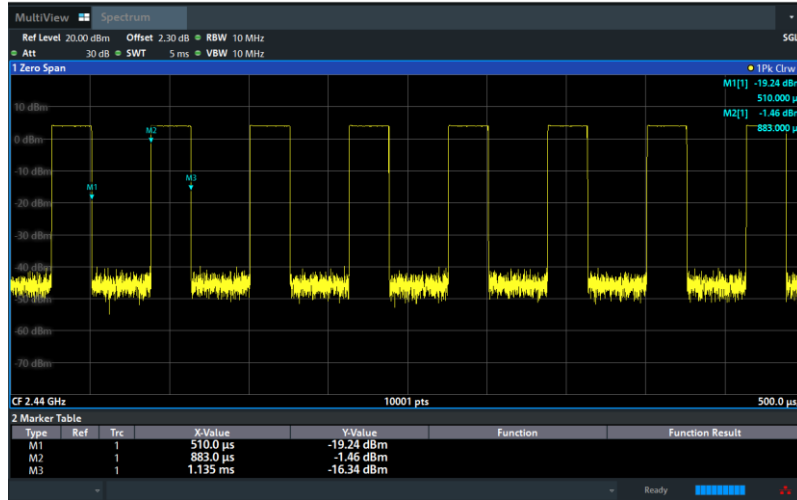 MultiView Spectrum
Ref Level 20.00 dBm Offset 2.30 dB RBW 10 MHz SGL
Att 30 dB SWT 5 ms VBW 10 MHz
1 Zero Span 1Pk Clrw
M1[1] -19.24 dBm
510.000 µ
M2[1] -1.46 dBm
883.000 µ
10 dBm
M2
0 dBm
-10 dBm
M3
M1
-20 dBm
-30 dBm
-40 dBm
-60 dBm
-70 dBm
CF 2.44 GHz 10001 pts 500.0 µs
2 Marker Table
Type Ref Trc X-Value Y-Value Function Function Result
M1 1 510.0 µs -19.24 dBm
M2 1 883.0 µs -1.46 dBm
M3 1 1.135 ms -16.34 dBm
Ready